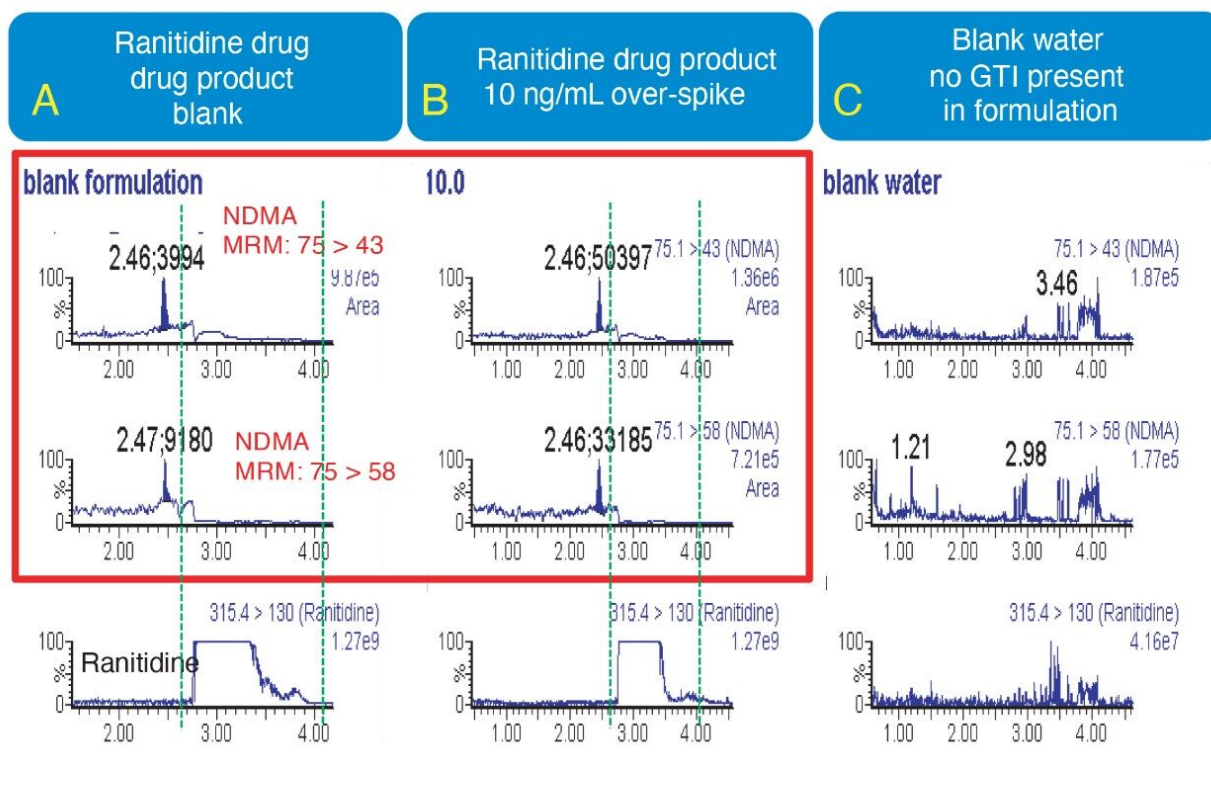 A
Ranitidine drug
drug product
blank
B
Ranitidine drug product
10 ng/mL over-spike
C
Blank water
no GTI present
in formulation
blank formulation
NDMA
MRM: 75 > 43
2.46;3994
9.87e5
Area
100
%
0
2.00 3.00 4.00
2.47;9180
NDMA
MRM: 75 > 58
100
%
0
2.00 3.00 4.00
315.4 > 130 (Ranitidine)
1.27e9
Ranitidine
100
%
0
2.00 3.00 4.00
10.0
2.46;50397
75.1 > 43 (NDMA)
1.36e6
Area
100
%
0
1.00 2.00 3.00 4.00
2.46;33185
75.1 > 58 (NDMA)
7.21e5
Area
100
%
0
1.00 2.00 3.00 4.00
315.4 > 130 (Ranitidine)
1.27e9
100
%
0
1.00 2.00 3.00 4.00
blank water
75.1 > 43 (NDMA)
1.87e5
3.46
100
%
0
1.00 2.00 3.00 4.00
75.1 > 58 (NDMA)
1.77e5
1.21
2.98
100
%
0
1.00 2.00 3.00 4.00
315.4 > 130 (Ranitidine)
4.16e7
100
%
0
1.00 2.00 3.00 4.00